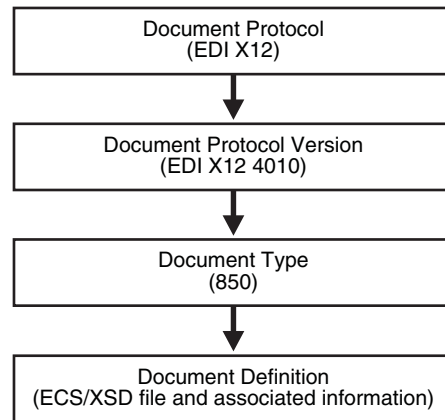 Document Protocol
(EDI X12)
Document Protocol Version
(EDI X12 4010)
Document Type
(850)
Document Definition
(ECS/XSD file and associated information)